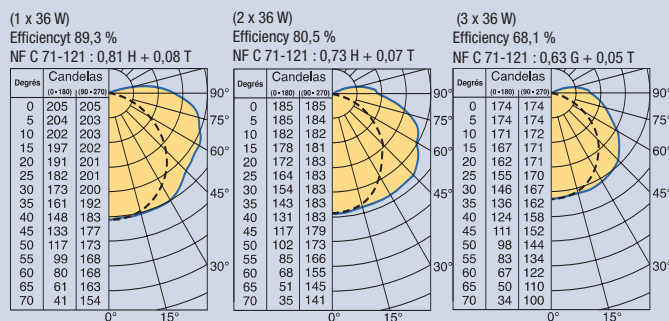 (1 x 36 W)
Efficiencyt 89,3 %
NF C 71-121 : 0,81 H + 0,08 T
Degrés Candelas
(0•180) (90•270)
0 205 205
5 204 203
10 202 203
15 197 202
20 191 201
25 182 201
30 173 200
35 161 192
40 148 183
45 133 177
50 117 173
55 99 168
60 80 168
65 61 163
70 41 154
90°
75°
60°
45°
30°
0° 15°
(2 x 36 W)
Efficiency 80,5 %
NF C 71-121 : 0,73 H + 0,07 T
Degrés Candelas
(0•180) (90•270)
0 185 185
5 185 184
10 182 182
15 178 181
20 172 183
25 164 183
30 154 183
35 143 183
40 131 183
45 117 179
50 102 173
55 85 166
60 68 155
65 51 145
70 35 141
90°
75°
60°
45°
30°
0° 15°
(3 x 36 W)
Efficiency 68,1 %
NF C 71-121 : 0,63 G + 0,05 T
Degrés Candelas
(0•180) (90•270)
0 174 174
5 174 174
10 171 172
15 167 171
20 162 171
25 155 170
30 146 167
35 136 162
40 124 158
45 111 152
50 98 144
55 83 134
60 67 122
65 50 110
70 34 100
90°
75°
60°
45°
30°
0° 15°